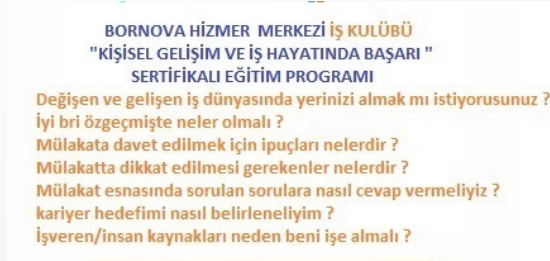 BORNOVA HİZMER MERKEZİ İŞ KULÜBÜ
"KİŞİSEL GELİŞİM VE İŞ HAYATINDA BAŞARI "
SERTİFİKALI EĞİTİM PROGRAMI
Değişen ve gelişen iş dünyasında yerinizi almak mı istiyorusunuz ?
İyi bri özgeçmişte neler olmalı ?
Mülakata davet edilmek için ipuçları nelerdir ?
Mülakatta dikkat edilmesi gerekenler nelerdir ?
Mülakat esnasında sorulan sorulara nasıl cevap vermeliyiz ?
kariyer hedefimi nasıl belirleneliyim ?
İşveren/insan kaynakları neden beni işe almalı ?